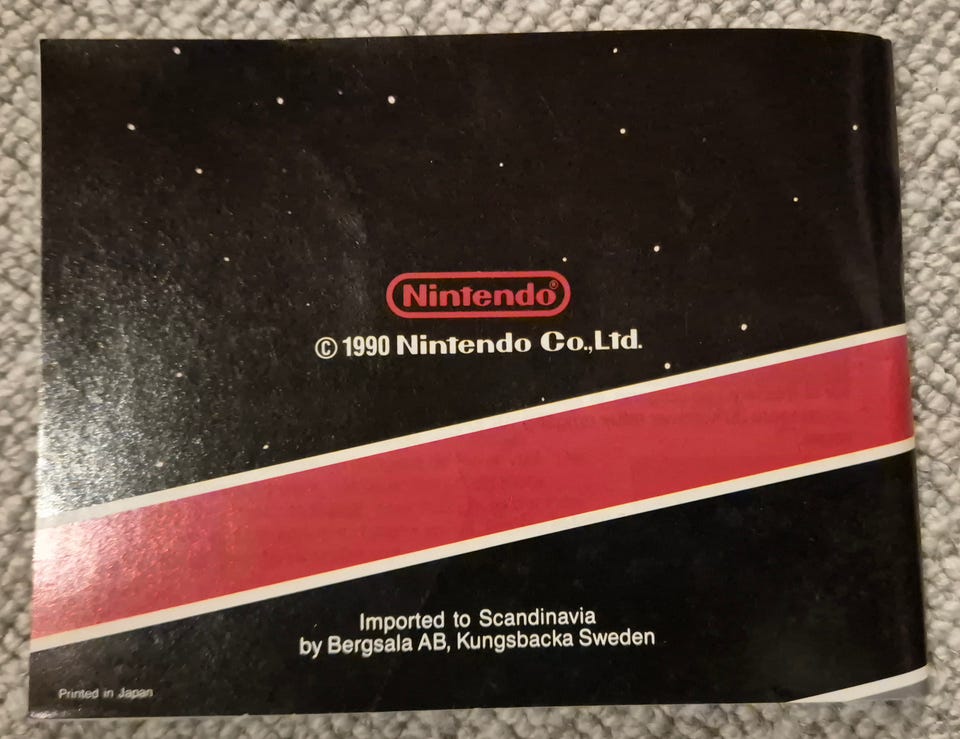 Nintendo®
© 1990 Nintendo Co.,Ltd.
Imported to Scandinavia
by Bergsala AB, Kungsbacka Sweden
Printed in Japan